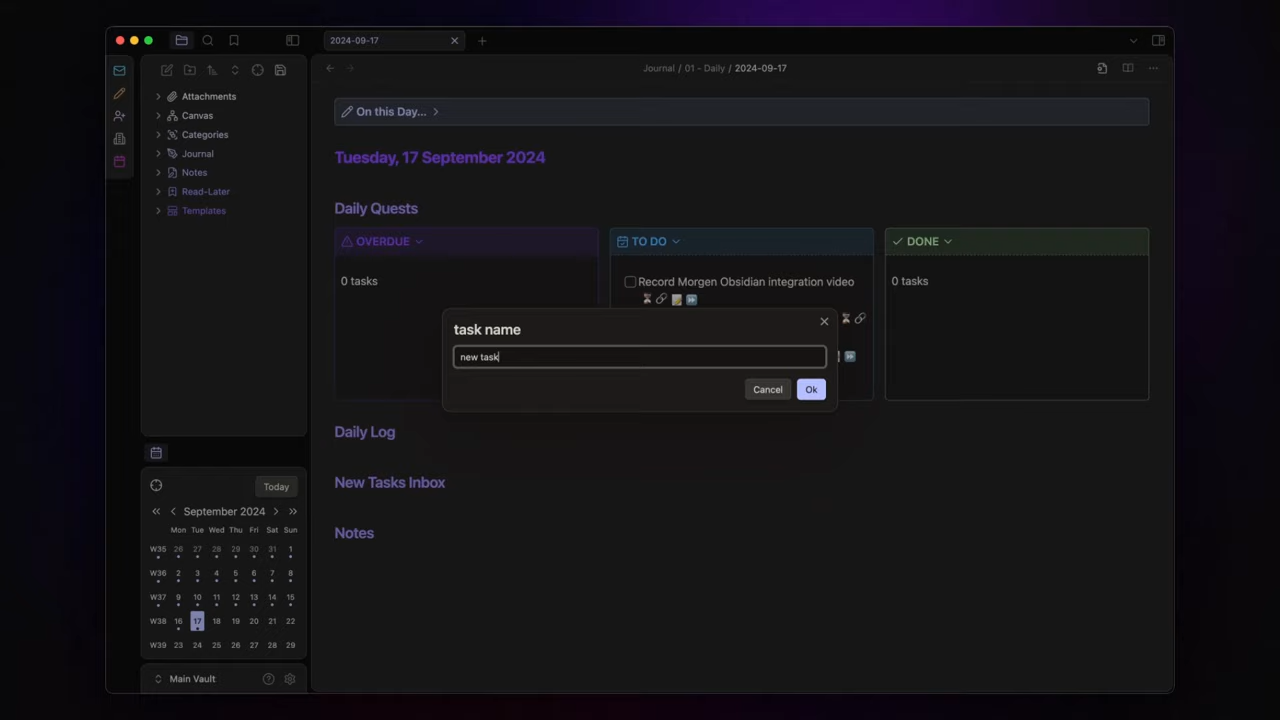 2024-09-17
Journal / 01 - Daily / 2024-09-17
Attachments
Canvas
Categories
Journal
Notes
Read-Later
Templates
On this Day...
Tuesday, 17 September 2024
Daily Quests
OVERDUE
0 tasks
TO DO
Record Morgen Obsidian integration video
DONE
0 tasks
task name
new task
Cancel Ok
Daily Log
New Tasks Inbox
Notes
Today
September 2024
Mon Tue Wed Thu Fri Sat Sun
W35 26 27 28 29 30 31 1
W36 2 3 4 5 6 7 8
W37 9 10 11 12 13 14 15
W38 16 17 18 19 20 21 22
W39 23 24 25 26 27 28 29
Main Vault